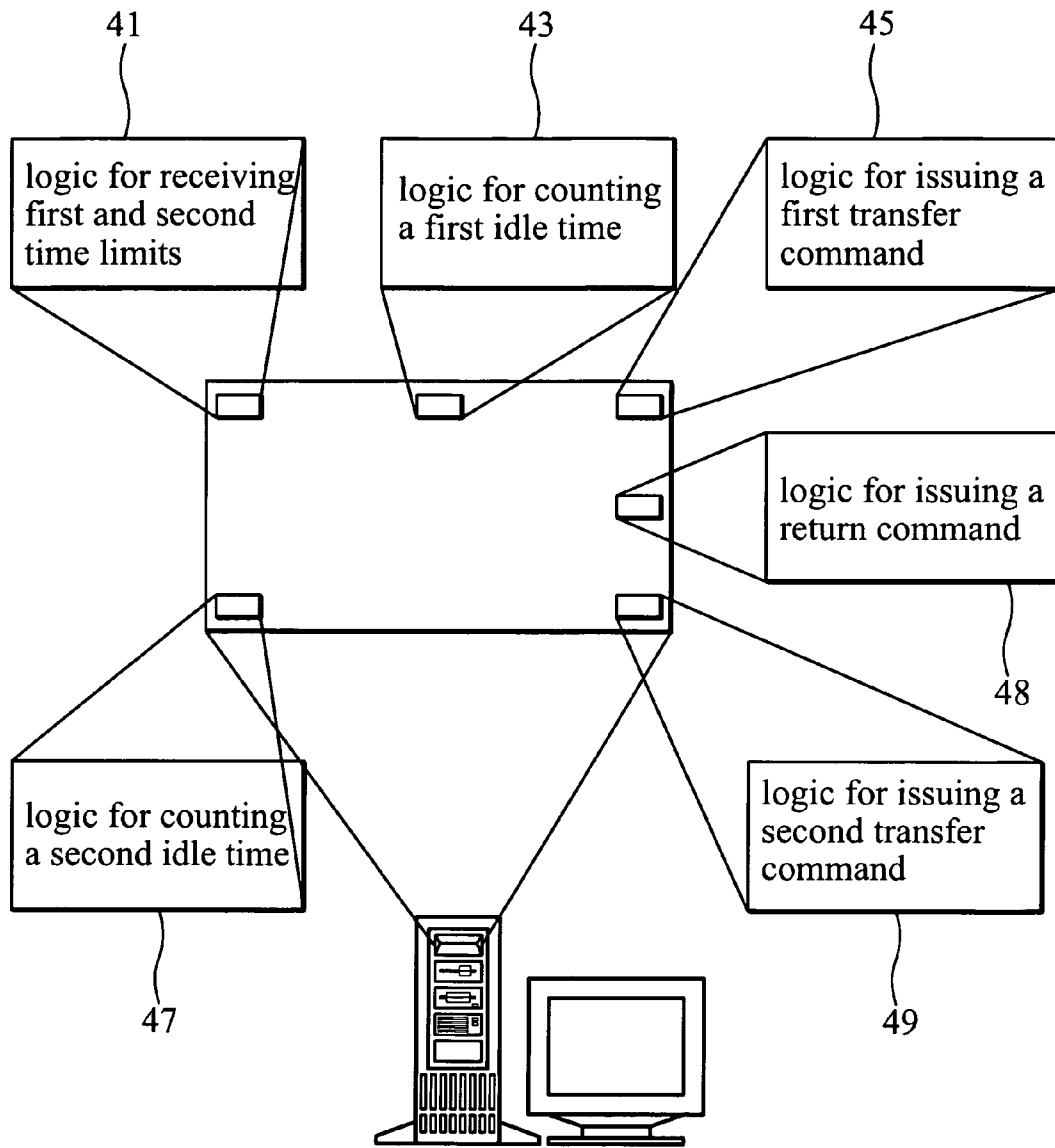 41
43
45
logic for receiving
first and second
time limits
logic for counting
a first idle time
logic for issuing a
first transfer
command
logic for issuing a
return command
48
logic for counting
a second idle time
logic for issuing a
second transfer
command
47
49